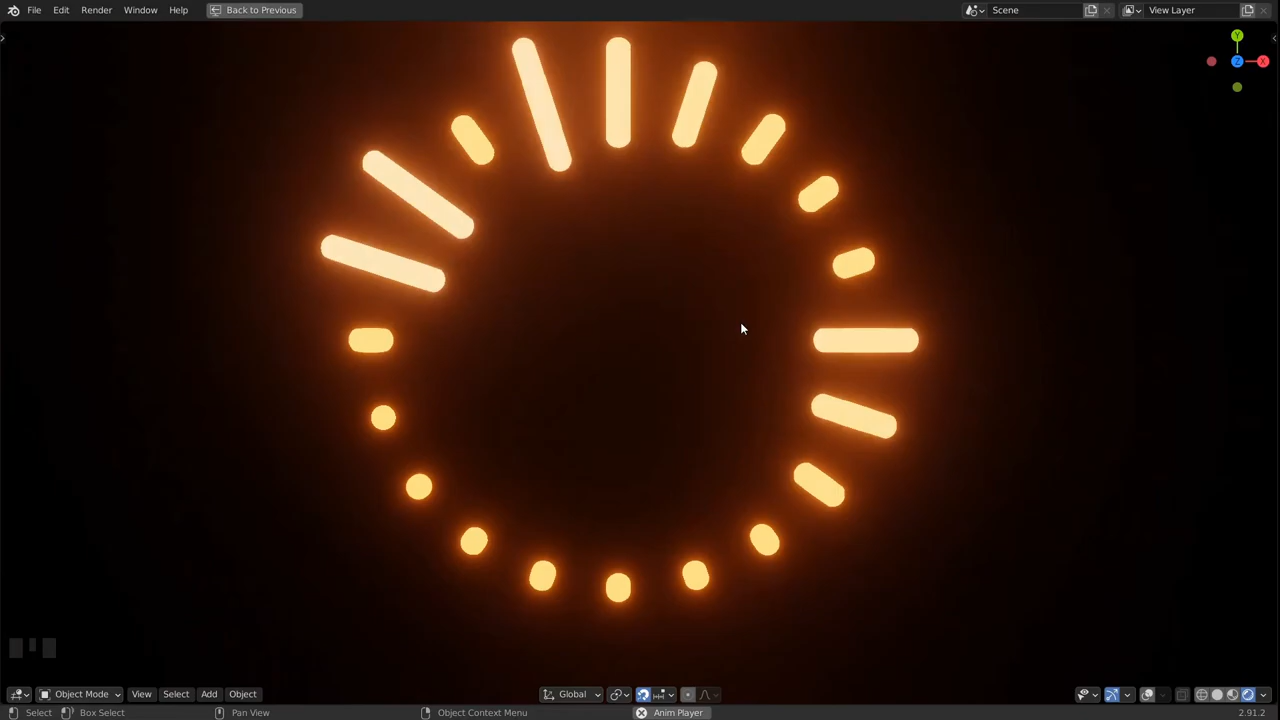 File Edit Render Window Help Back to Previous Scene View Layer
Y
Z X
Object Mode View Select Add Object Global
Select Box Select Pan View Object Context Menu Anim Player 2.91.2